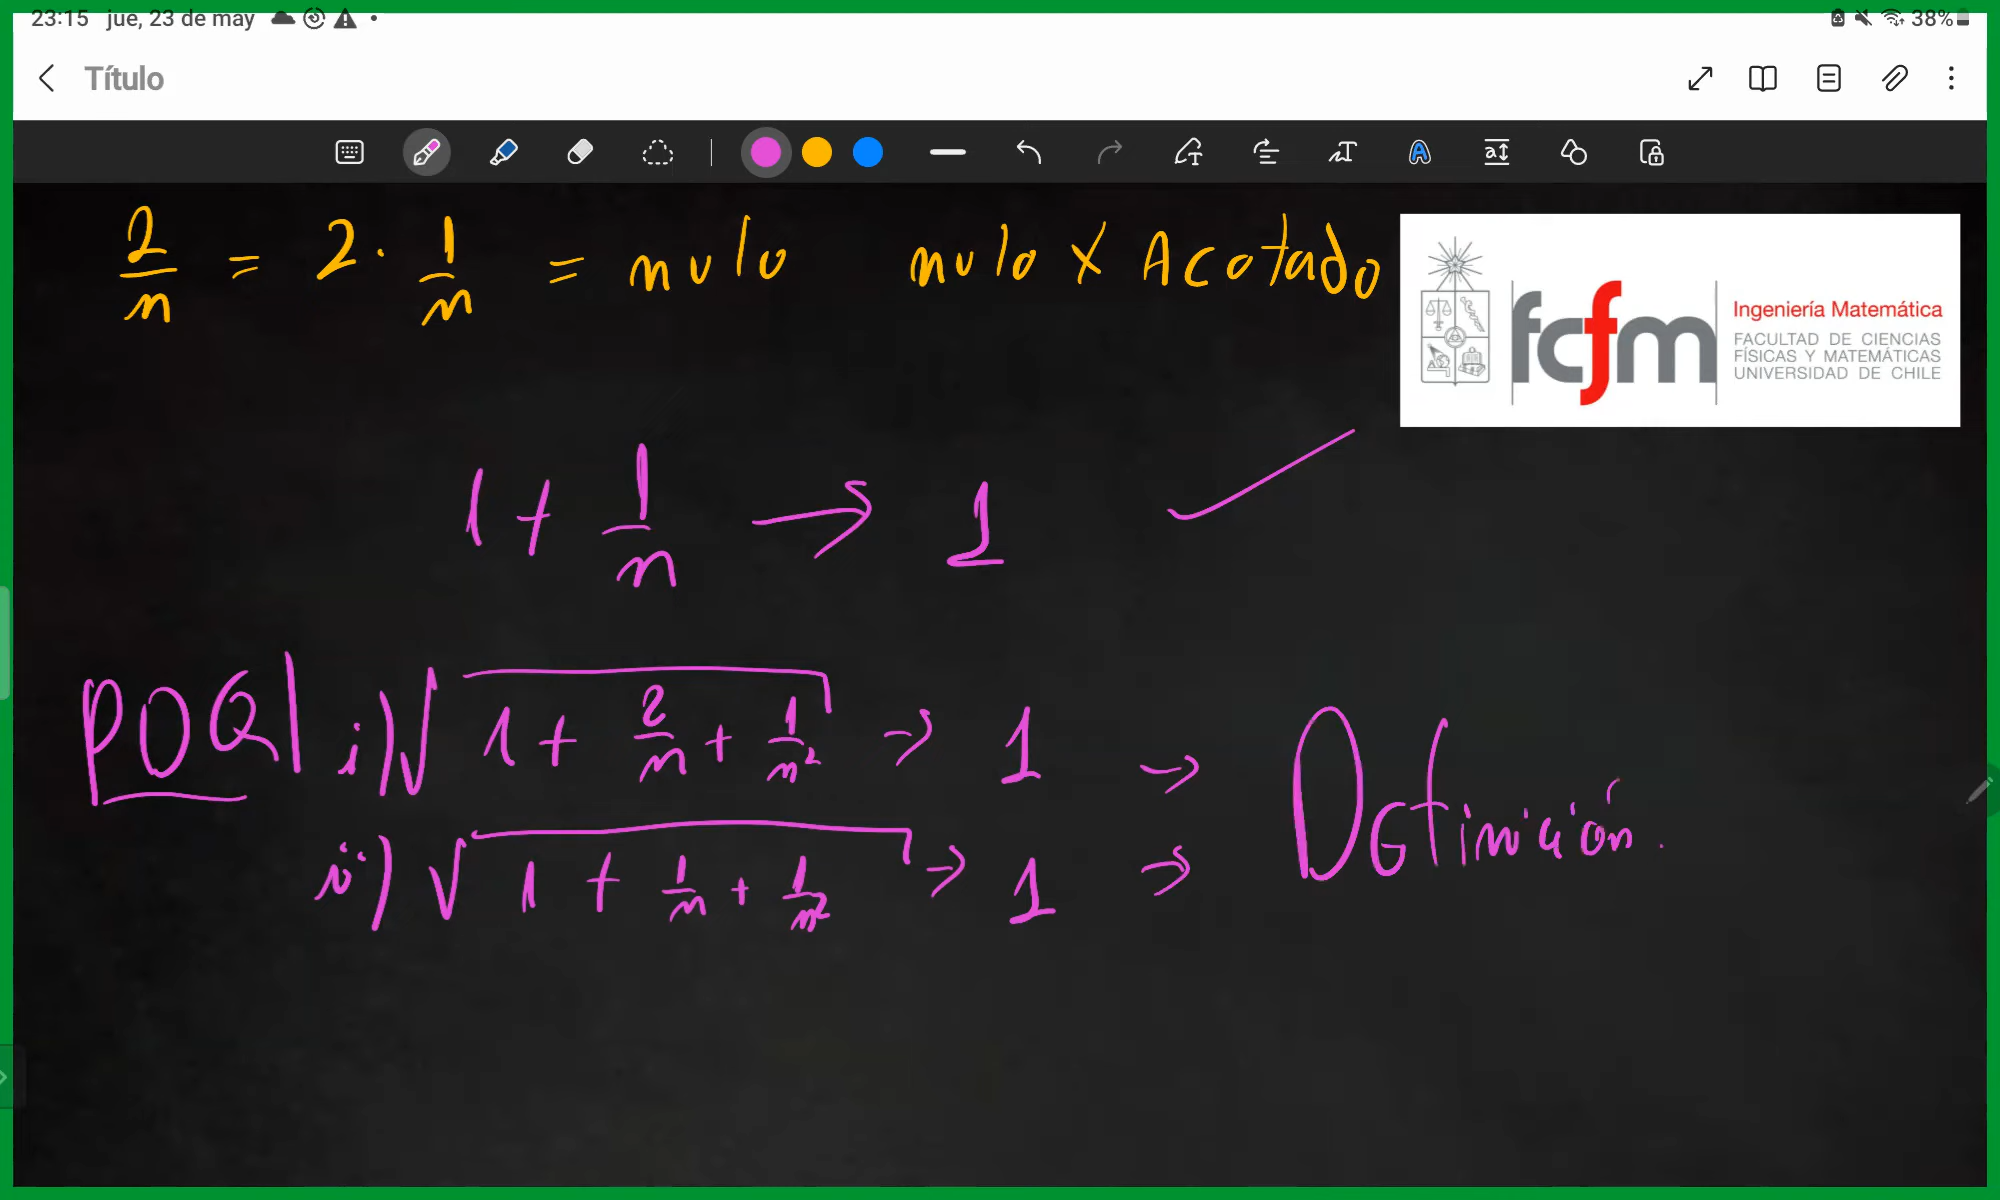 23:15 jue, 23 de may 38%
Título
2/n = 2 · 1/n = nulo nulo x Acotado
fcfm
Ingeniería Matemática
FACULTAD DE CIENCIAS
FÍSICAS Y MATEMÁTICAS
UNIVERSIDAD DE CHILE
1 + 1/n → 1
PDQ | i) √(1 + 2/n + 1/n²) → 1 → Definición.
ii) √(1 + 1/n + 1/n²) → 1 →